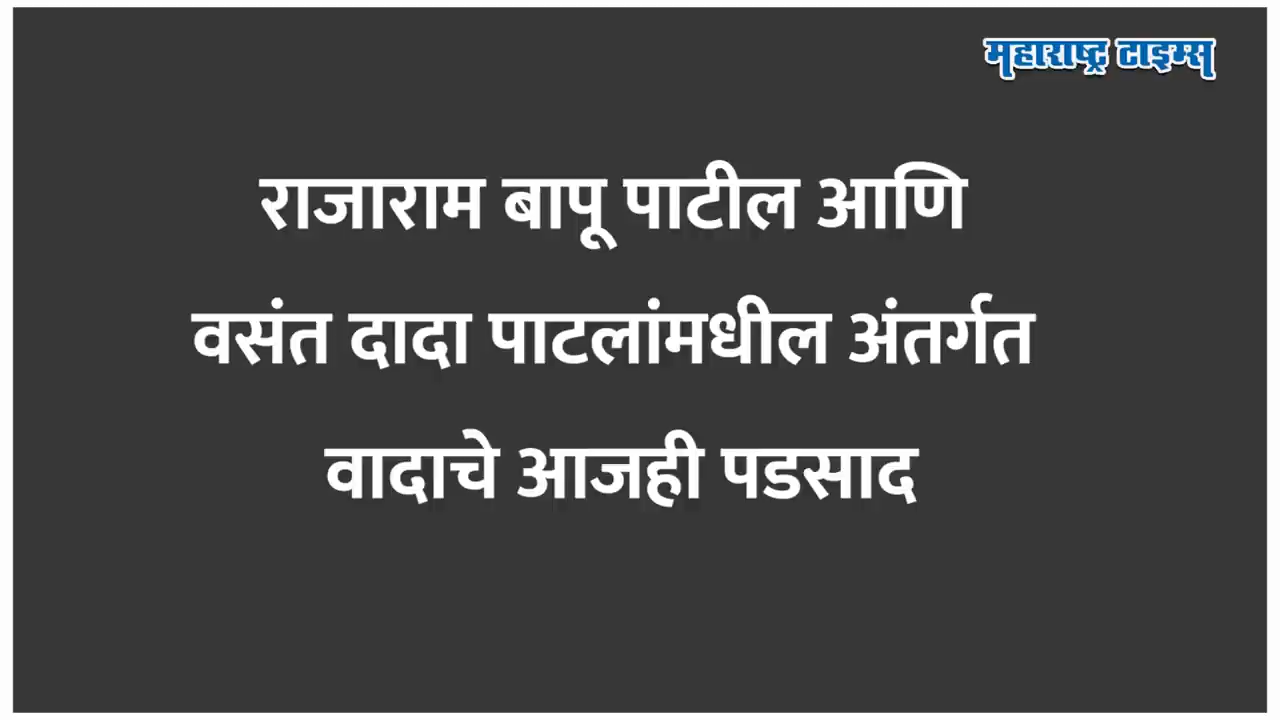 महाराष्ट्र टाइम्स
राजाराम बापू पाटील आणि
वसंत दादा पाटलांमधील अंतर्गत
वादाचे आजही पडसाद